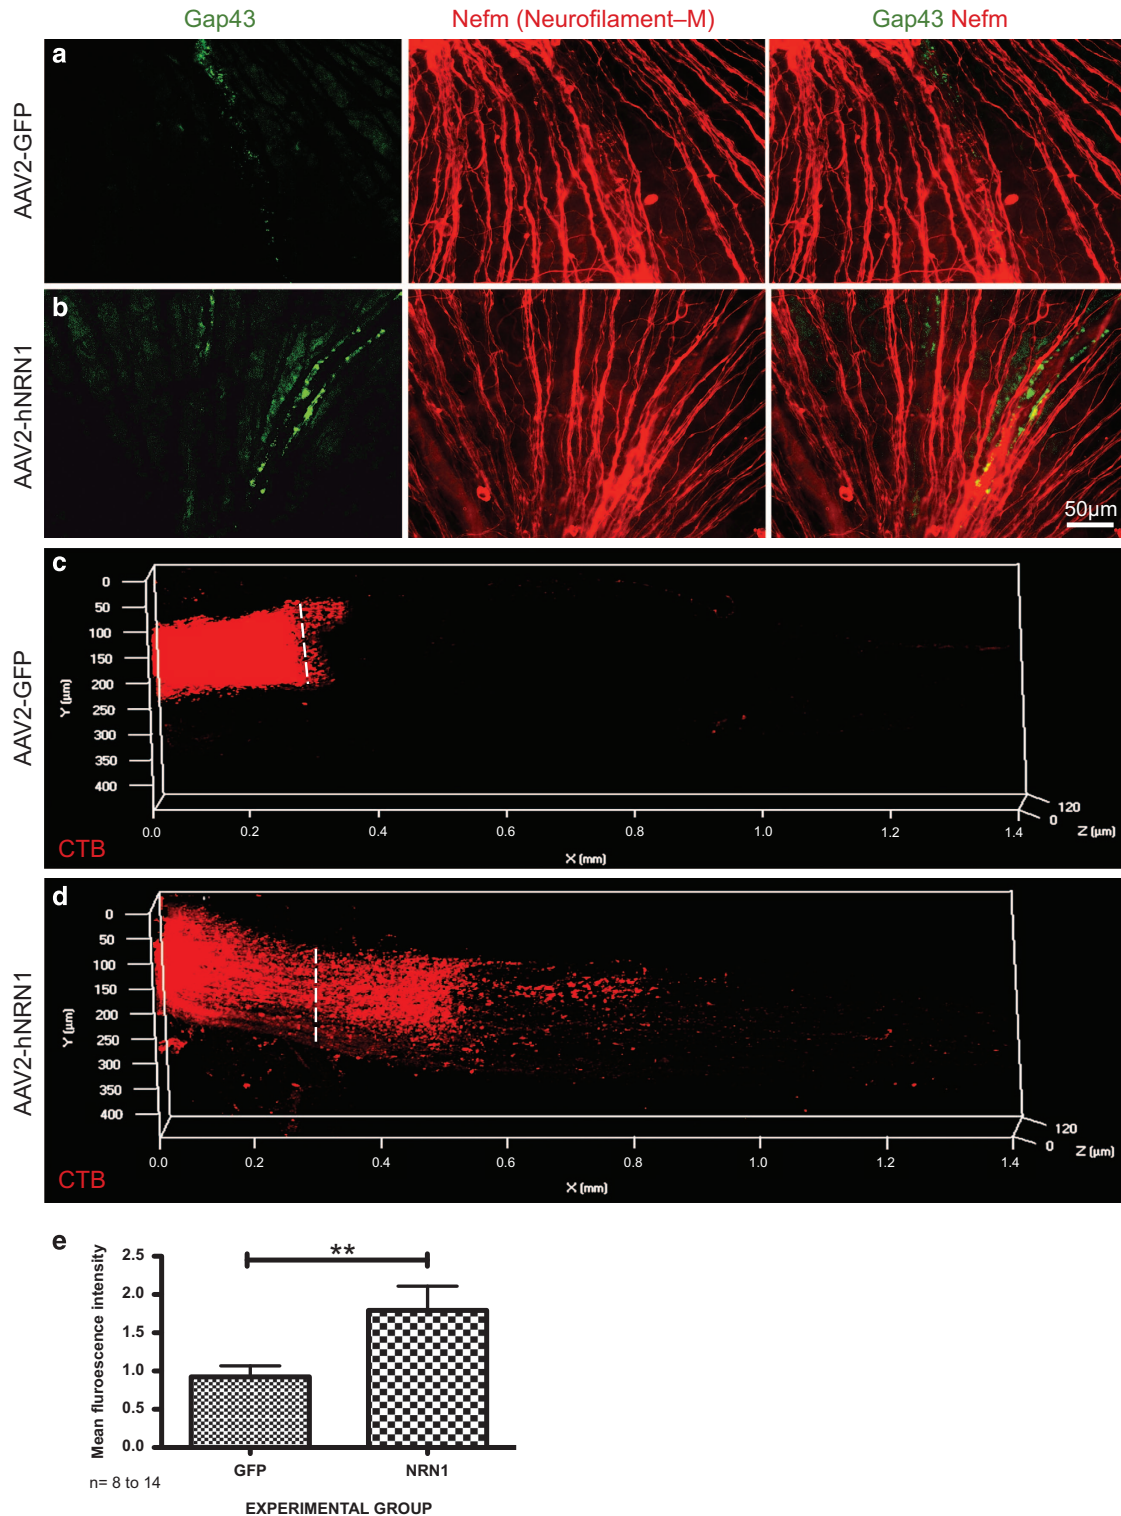 Gap43
Nefm (Neurofilament–M)
Gap43 Nefm
a
AAV2-GFP
b
AAV2-hNRN1
50µm
c
AAV2-GFP
0
50
100
150
200
250
300
350
400
Y (µm)
0.0
0.2
0.4
0.6
0.8
1.0
1.2
1.4
X (mm)
120
0
Z (µm)
CTB
d
AAV2-hNRN1
0
50
100
150
200
250
300
350
400
Y (µm)
0.0
0.2
0.4
0.6
0.8
1.0
1.2
1.4
X (mm)
120
0
Z (µm)
CTB
e
**
Mean fluroescence intensity
2.5
2.0
1.5
1.0
0.5
0.0
GFP
NRN1
n= 8 to 14
EXPERIMENTAL GROUP